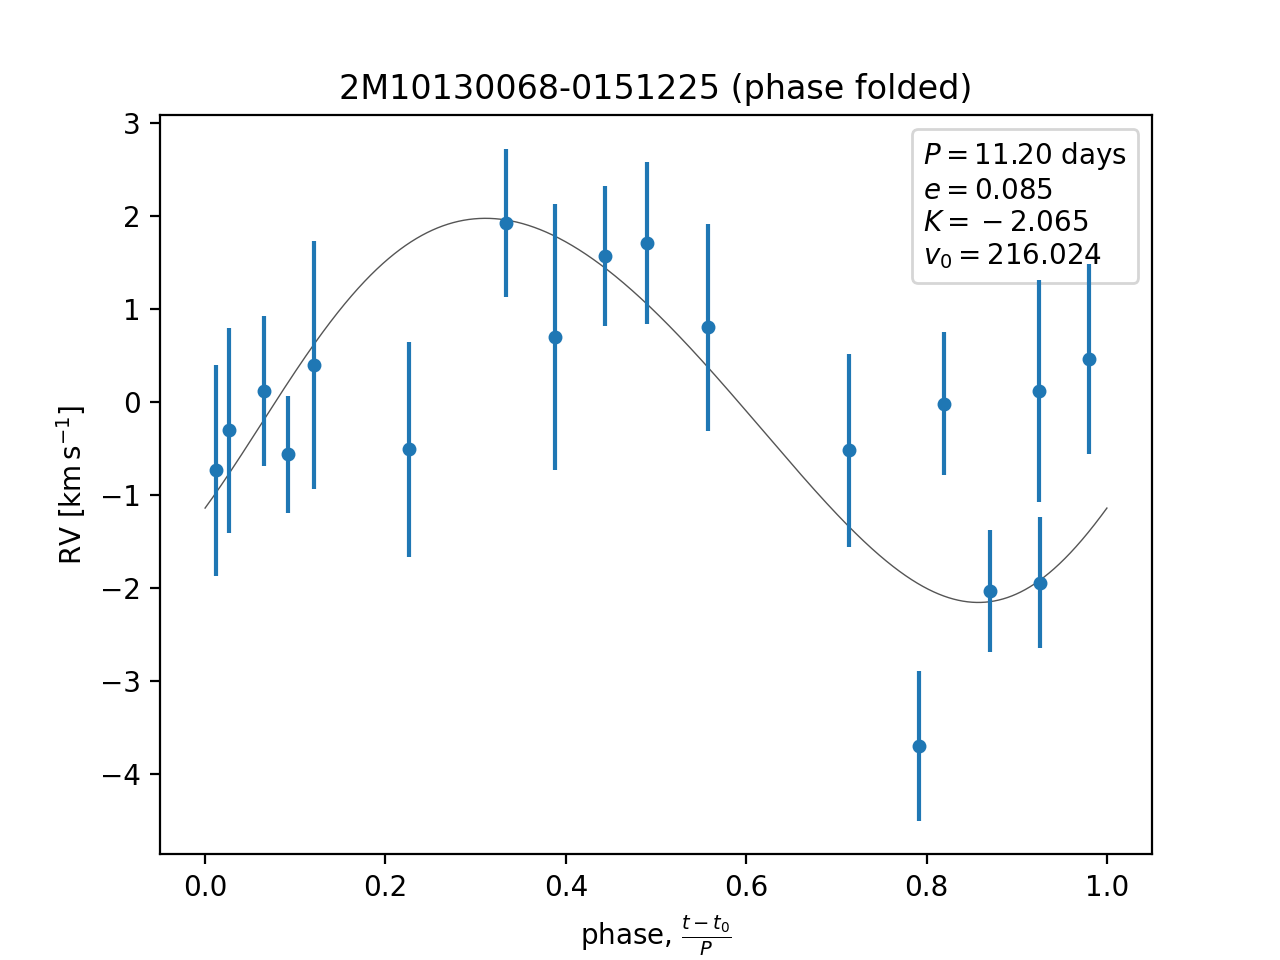 2M10130068-0151225 (phase folded)
P = 11.20 days
e = 0.085
K = −2.065
v₀ = 216.024
3
2
1
0
−1
−2
−3
−4
RV [km s⁻¹]
0.0 0.2 0.4 0.6 0.8 1.0
phase, (t − t₀)/P